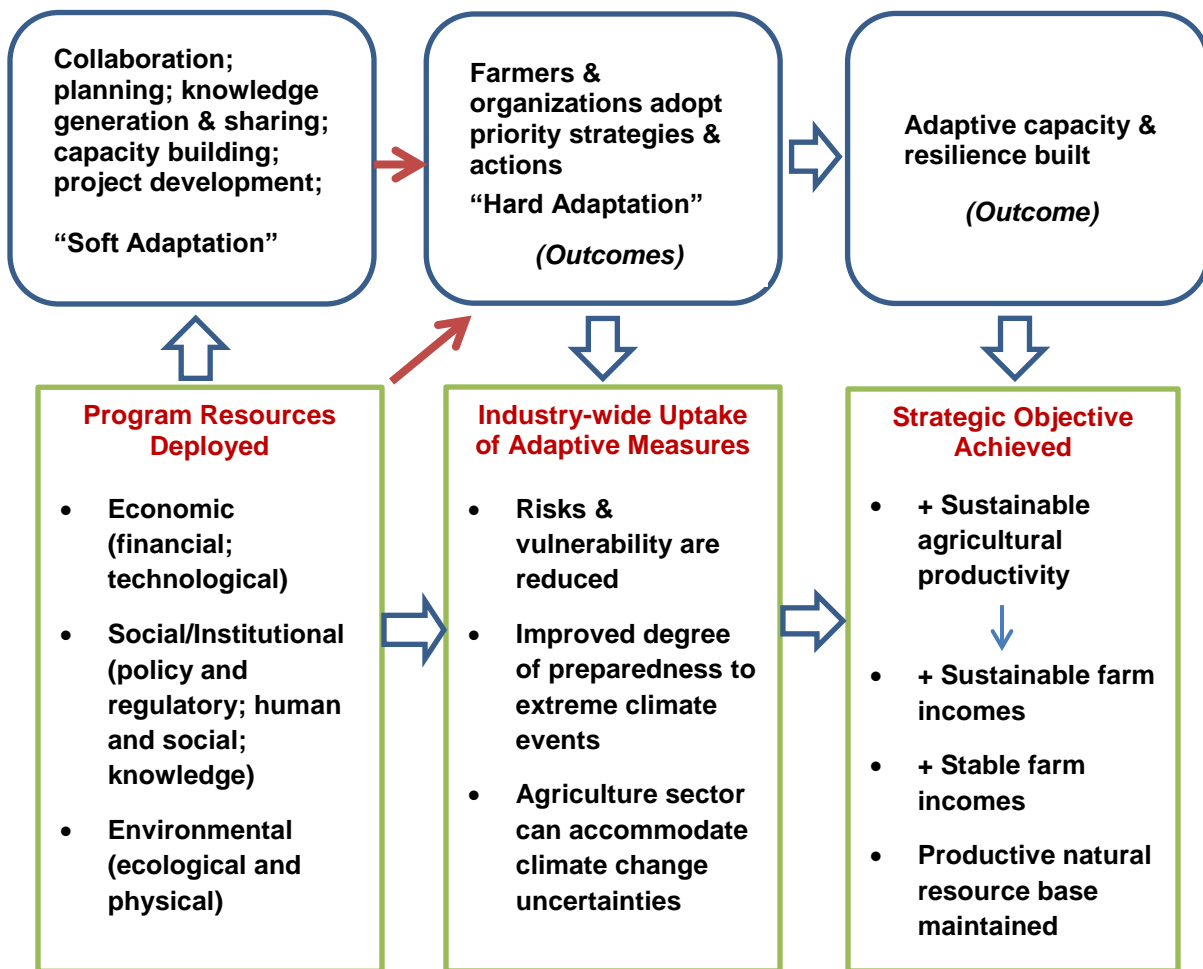 Collaboration;
planning; knowledge
generation & sharing;
capacity building;
project development;
“Soft Adaptation”
Farmers &
organizations adopt
priority strategies &
actions
“Hard Adaptation”
(Outcomes)
Adaptive capacity &
resilience built
(Outcome)
Program Resources
Deployed
• Economic
(financial;
technological)
• Social/Institutional
(policy and
regulatory; human
and social;
knowledge)
• Environmental
(ecological and
physical)
Industry-wide Uptake
of Adaptive Measures
• Risks &
vulnerability are
reduced
• Improved degree
of preparedness to
extreme climate
events
• Agriculture sector
can accommodate
climate change
uncertainties
Strategic Objective
Achieved
• + Sustainable
agricultural
productivity
• + Sustainable farm
incomes
• + Stable farm
incomes
• Productive natural
resource base
maintained